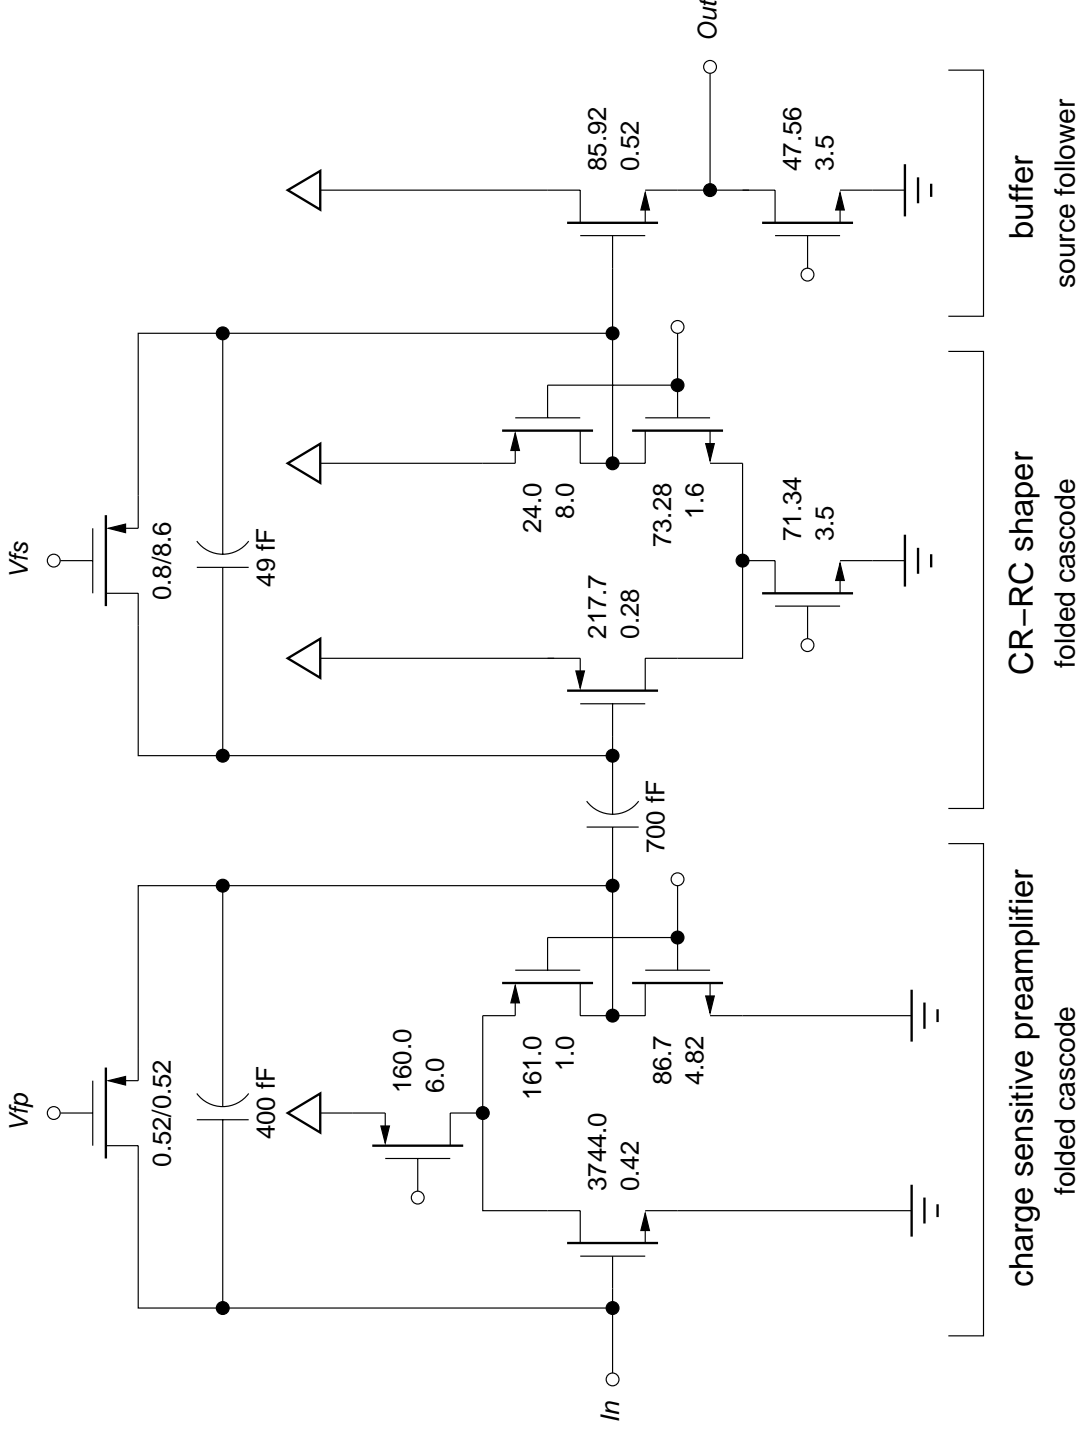 Vfp
0.52/0.52
400 fF
160.0
6.0
161.0
1.0
86.7
4.82
3744.0
0.42
In
700 fF
Vfs
0.8/8.6
49 fF
24.0
8.0
73.28
1.6
217.7
0.28
71.34
3.5
85.92
0.52
47.56
3.5
Out
charge sensitive preamplifier
folded cascode
CR−RC shaper
folded cascode
buffer
source follower